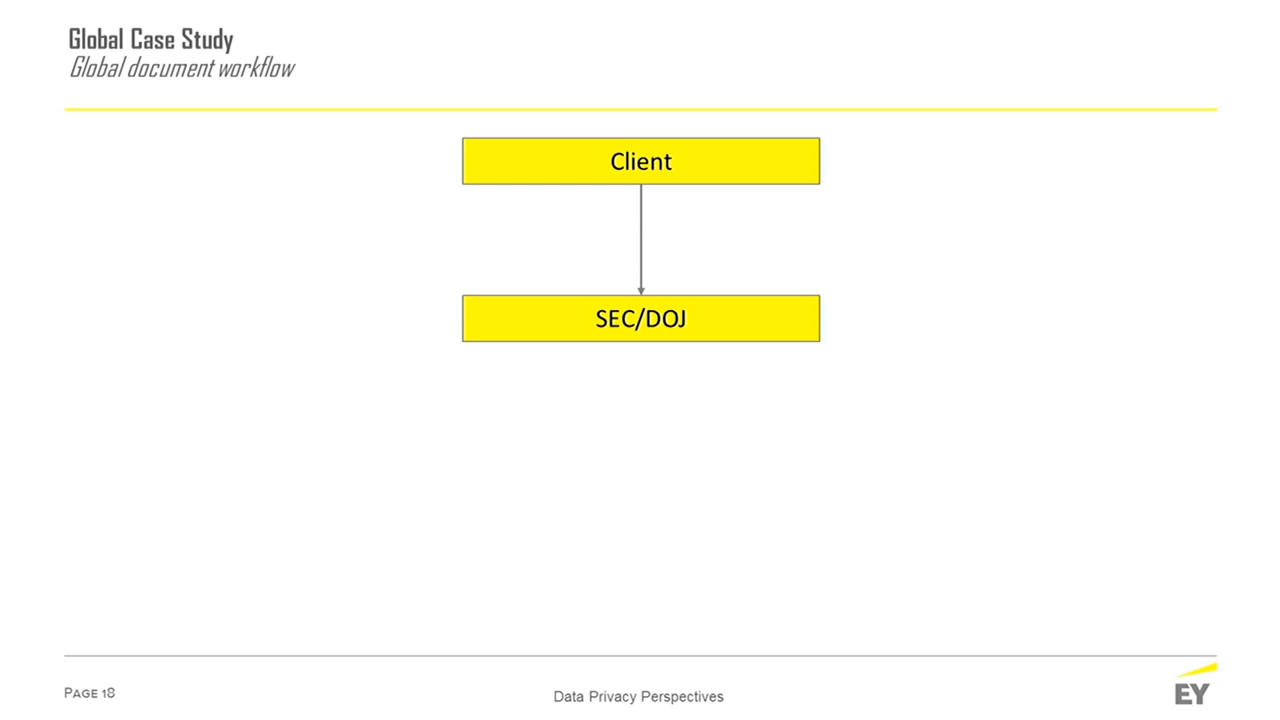 Global Case Study
Global document workflow
Client
SEC/DOJ
PAGE 18
Data Privacy Perspectives
EY